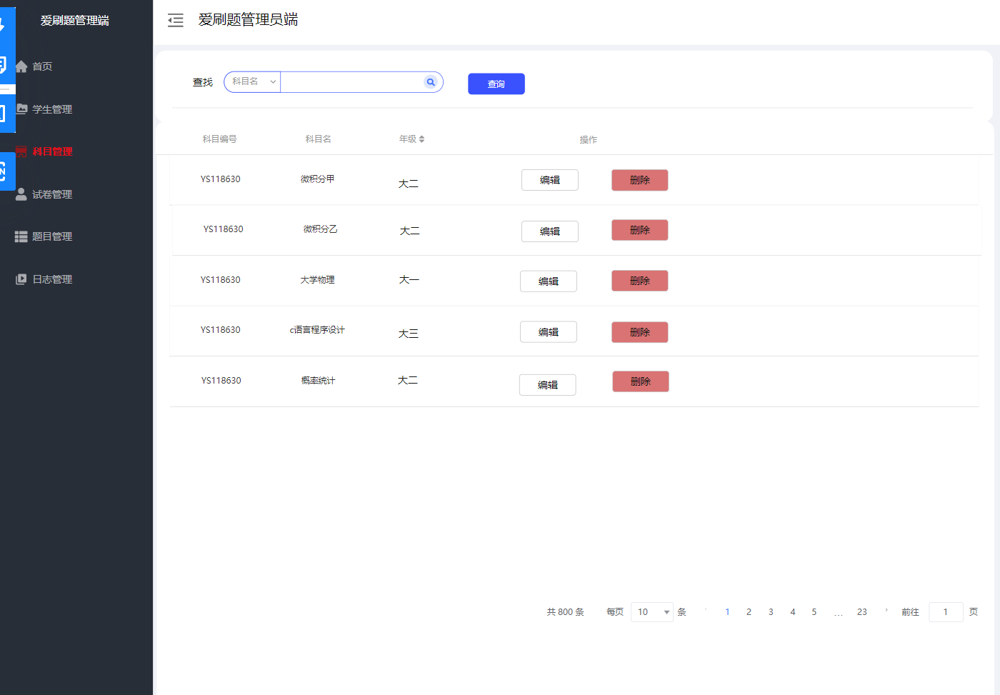 爱刷题管理端
首页
学生管理
科目管理
试卷管理
题目管理
日志管理
爱刷题管理员端
查找 科目名 查询
科目编号 科目名 年级 操作
YS118630 微积分甲 大二 编辑 删除
YS118630 微积分乙 大二 编辑 删除
YS118630 大学物理 大一 编辑 删除
YS118630 c语言程序设计 大三 编辑 删除
YS118630 概率统计 大二 编辑 删除
共 800 条 每页 10 条 1 2 3 4 5 ... 23 前往 1 页